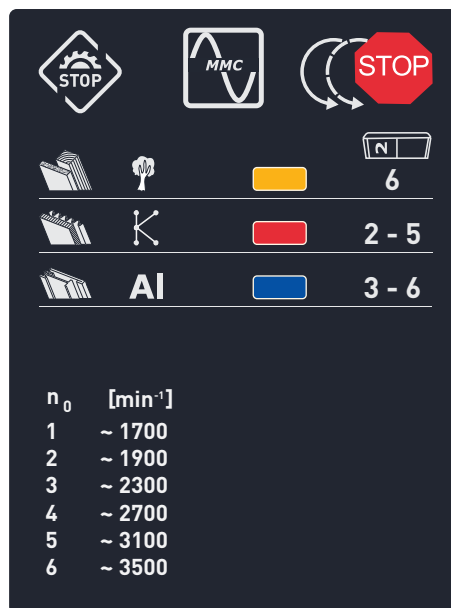 STOP MMC STOP
N
6
K 2 - 5
Al 3 - 6
n₀ [min⁻¹]
1 ~ 1700
2 ~ 1900
3 ~ 2300
4 ~ 2700
5 ~ 3100
6 ~ 3500